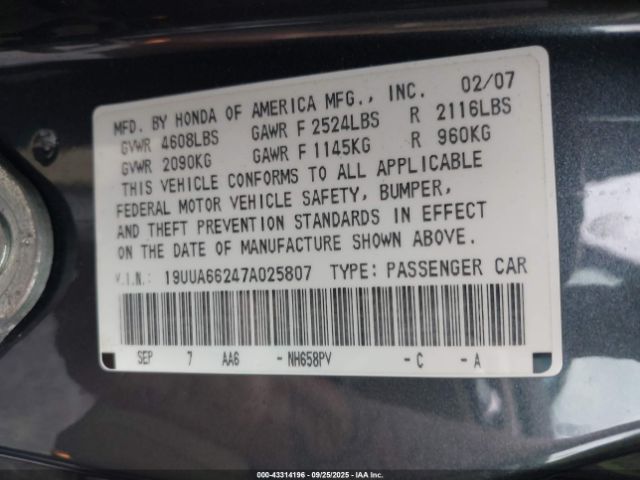 MFD. BY HONDA OF AMERICA MFG., INC. 02/07
GVWR 4608LBS GAWR F 2524LBS R 2116LBS
GVWR 2090KG GAWR F 1145KG R 960KG
THIS VEHICLE CONFORMS TO ALL APPLICABLE
FEDERAL MOTOR VEHICLE SAFETY, BUMPER,
AND THEFT PREVENTION STANDARDS IN EFFECT
ON THE DATE OF MANUFACTURE SHOWN ABOVE.
V.I.N.: 19UUA66247A025807 TYPE: PASSENGER CAR
SEP 7 AA6 - NH658PV - C - A
000-43314196 - 09/25/2025 - IAA Inc.